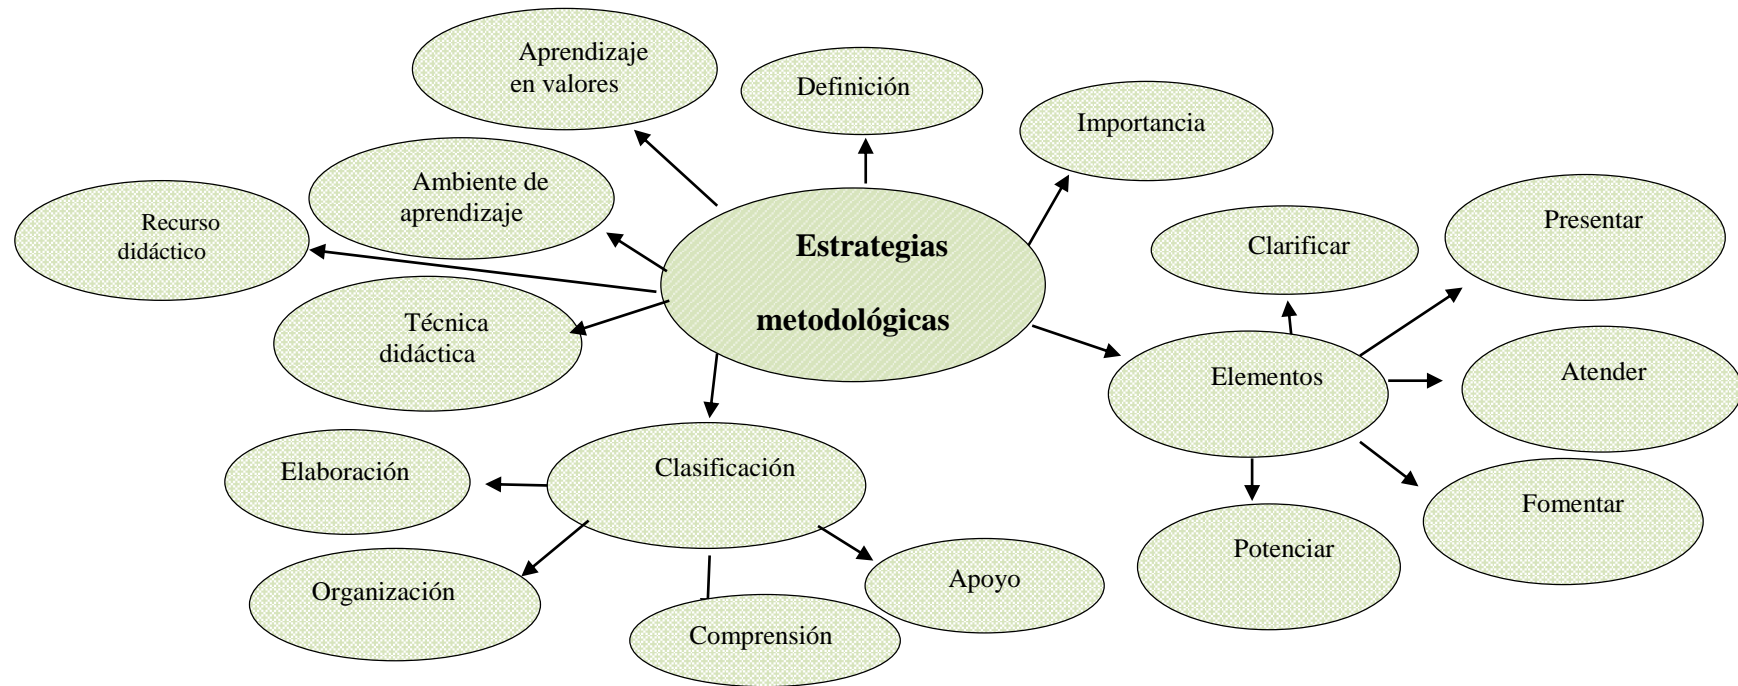 Aprendizaje
en valores
Definición
Importancia
Ambiente de
aprendizaje
Recurso
didáctico
Estrategias
metodológicas
Clarificar
Presentar
Técnica
didáctica
Elementos
Atender
Elaboración
Clasificación
Fomentar
Potenciar
Organización
Apoyo
Comprensión